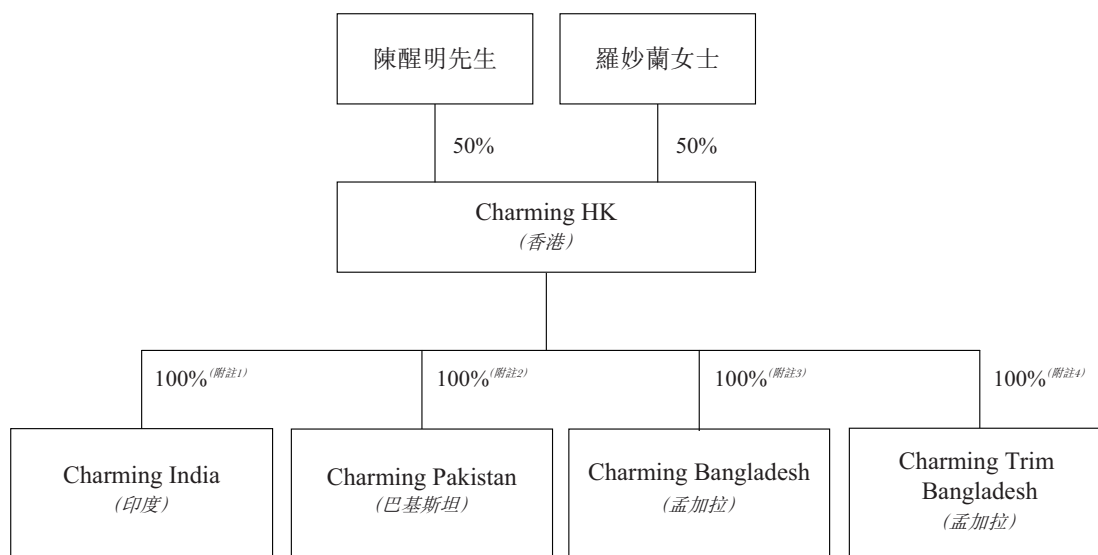 陳醒明先生
羅妙蘭女士
50%
50%
Charming HK
(香港)
100%(附註1)
100%(附註2)
100%(附註3)
100%(附註4)
Charming India
(印度)
Charming Pakistan
(巴基斯坦)
Charming Bangladesh
(孟加拉)
Charming Trim
Bangladesh
(孟加拉)